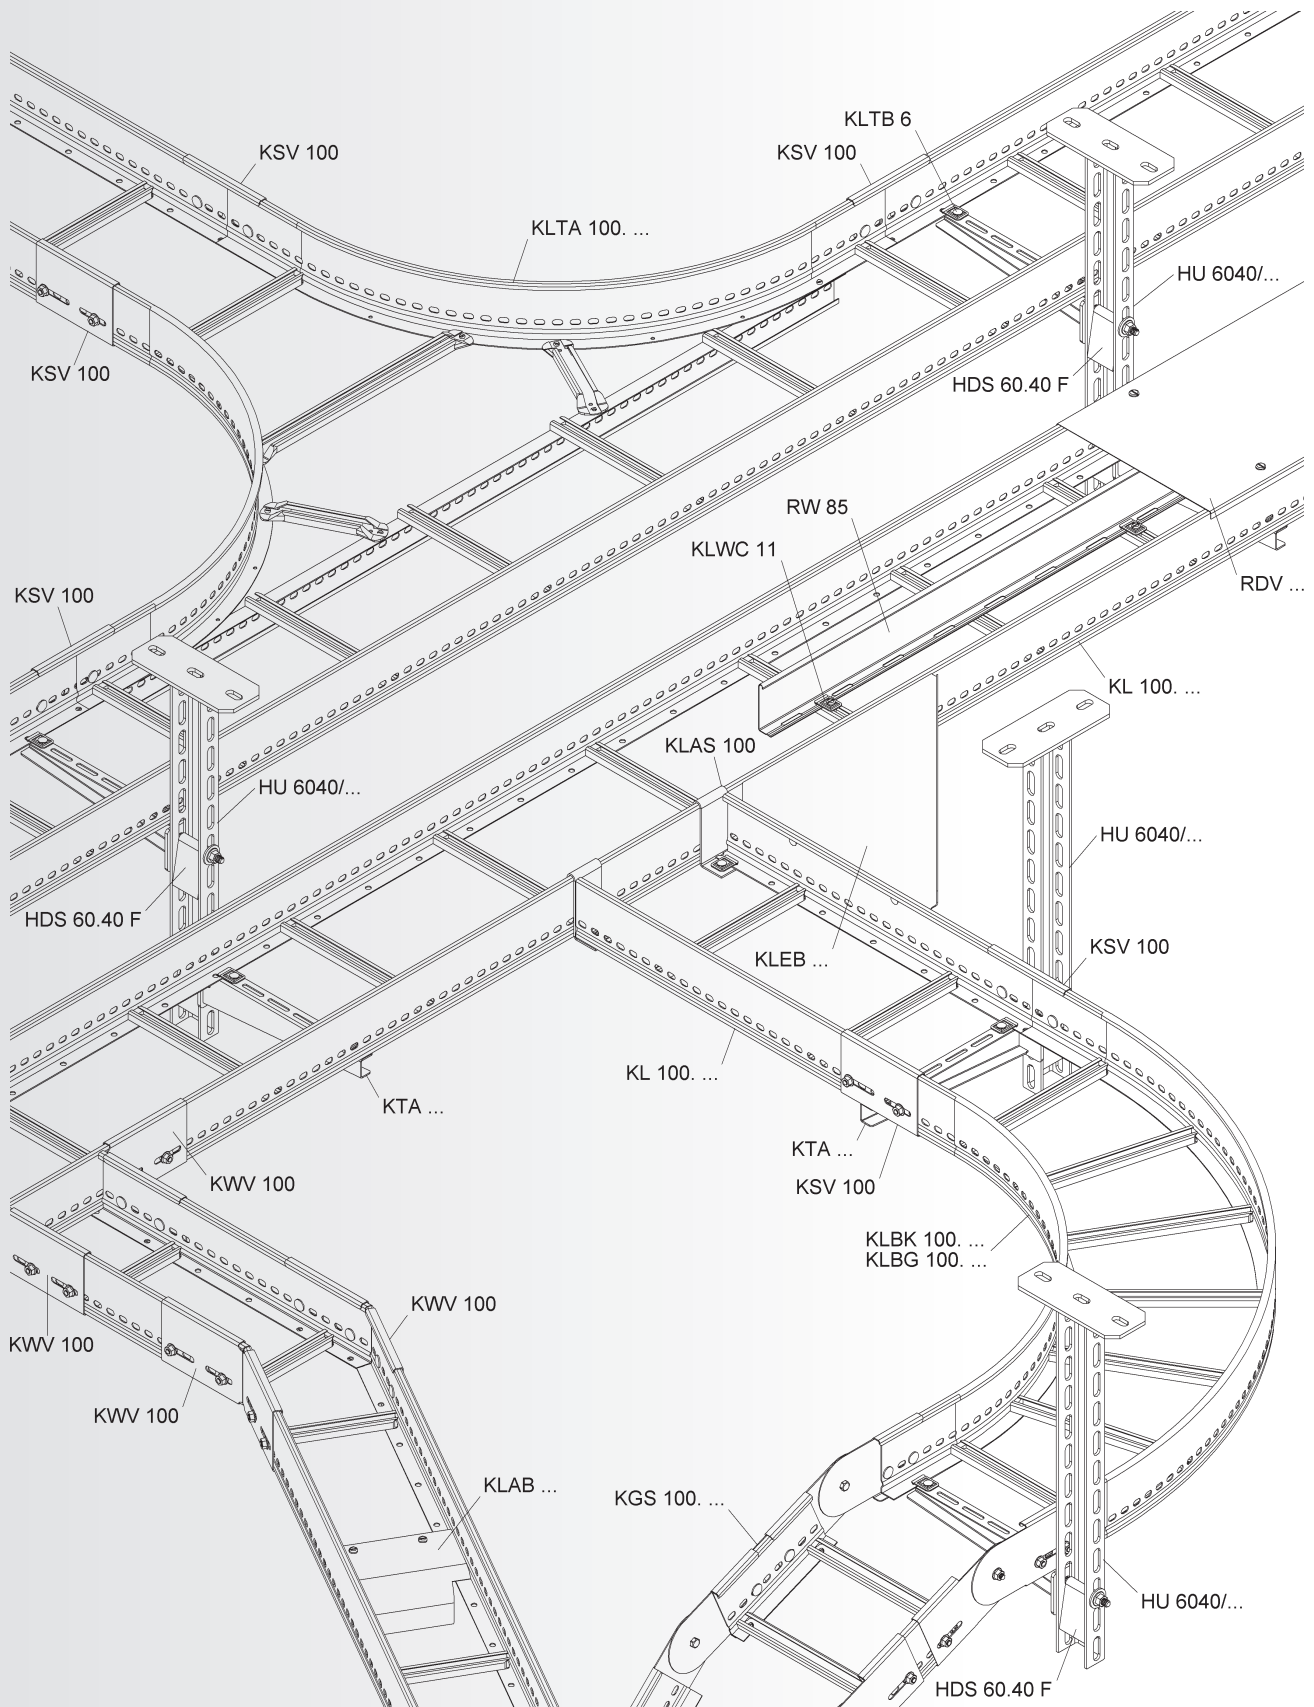 KLTB 6
KSV 100
KSV 100
KLTA 100. ...
HU 6040/...
KSV 100
HDS 60.40 F
RW 85
KLWC 11
RDV ...
KSV 100
KL 100. ...
KLAS 100
HU 6040/...
HU 6040/...
HDS 60.40 F
KSV 100
KLEB ...
KL 100. ...
KTA ...
KTA ...
KWV 100
KSV 100
KLBK 100. ...
KLBG 100. ...
KWV 100
KWV 100
KWV 100
KLAB ...
KGS 100. ...
HU 6040/...
HDS 60.40 F